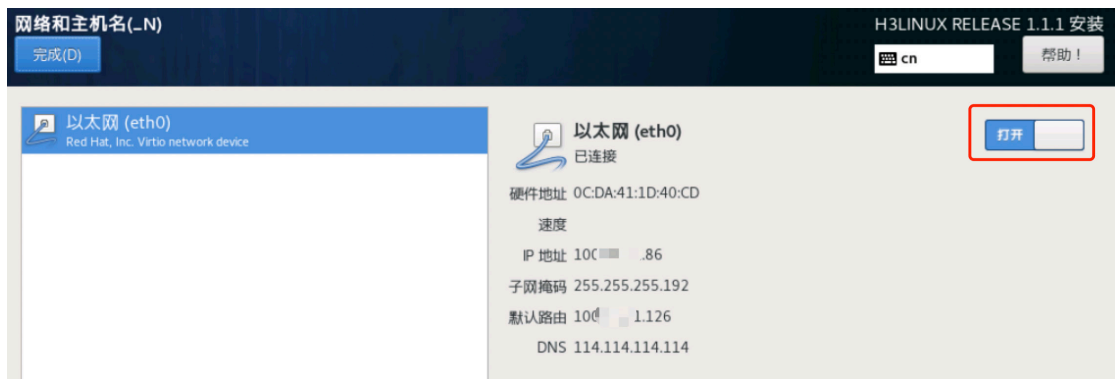 网络和主机名(_N)
H3LINUX RELEASE 1.1.1 安装
完成(D)
cn
帮助！
以太网 (eth0)
Red Hat, Inc. Virtio network device
以太网 (eth0)
已连接
打开
硬件地址 0C:DA:41:1D:40:CD
速度
IP 地址 .86
子网掩码 255.255.255.192
默认路由 1.126
DNS 114.114.114.114